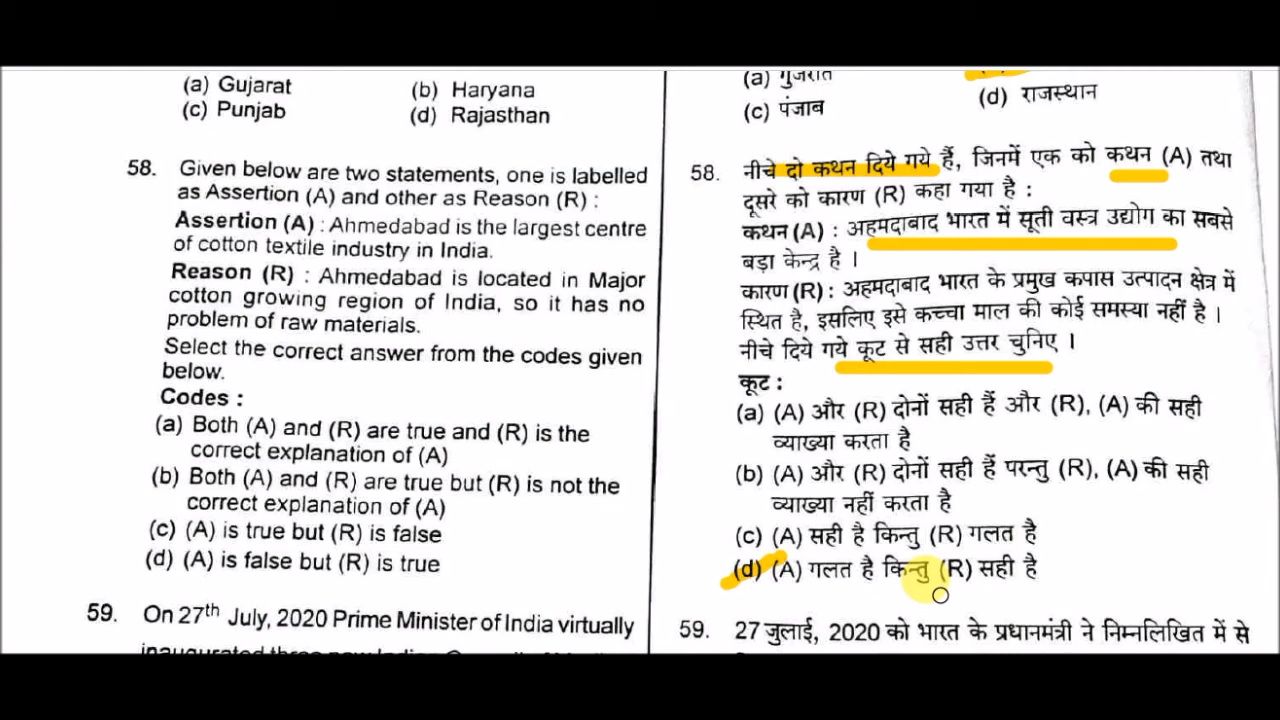 (a) Gujarat (b) Haryana
(c) Punjab (d) Rajasthan
58. Given below are two statements, one is labelled
as Assertion (A) and other as Reason (R) :
Assertion (A) : Ahmedabad is the largest centre
of cotton textile industry in India.
Reason (R) : Ahmedabad is located in Major
cotton growing region of India, so it has no
problem of raw materials.
Select the correct answer from the codes given
below.
Codes :
(a) Both (A) and (R) are true and (R) is the
correct explanation of (A)
(b) Both (A) and (R) are true but (R) is not the
correct explanation of (A)
(c) (A) is true but (R) is false
(d) (A) is false but (R) is true
59. On 27th July, 2020 Prime Minister of India virtually
(a) गुजरात
(c) पंजाब (d) राजस्थान
58. नीचे दो कथन दिये गये हैं, जिनमें एक को कथन (A) तथा
दूसरे को कारण (R) कहा गया है :
कथन (A) : अहमदाबाद भारत में सूती वस्त्र उद्योग का सबसे
बड़ा केन्द्र है ।
कारण (R) : अहमदाबाद भारत के प्रमुख कपास उत्पादन क्षेत्र में
स्थित है, इसलिए इसे कच्चा माल की कोई समस्या नहीं है ।
नीचे दिये गये कूट से सही उत्तर चुनिए ।
कूट :
(a) (A) और (R) दोनों सही हैं और (R), (A) की सही
व्याख्या करता है
(b) (A) और (R) दोनों सही हैं परन्तु (R), (A) की सही
व्याख्या नहीं करता है
(c) (A) सही है किन्तु (R) गलत है
(d) (A) गलत है किन्तु (R) सही है
59. 27 जुलाई, 2020 को भारत के प्रधानमंत्री ने निम्नलिखित में से